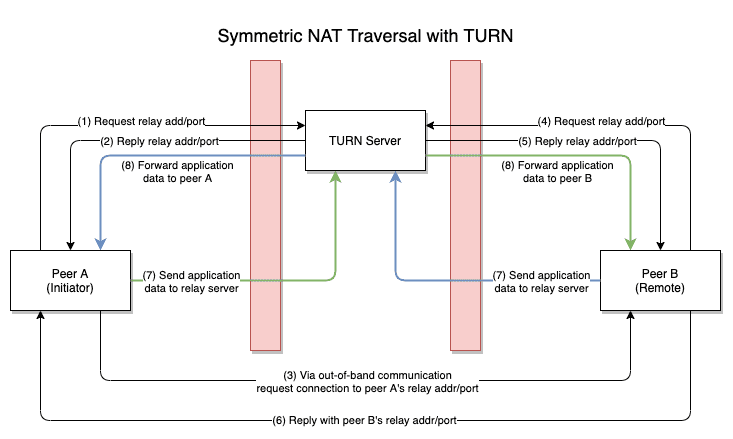 Symmetric NAT Traversal with TURN
(1) Request relay add/port
(4) Request relay add/port
TURN Server
(2) Reply relay addr/port
(5) Reply relay addr/port
(8) Forward application
data to peer A
(8) Forward application
data to peer B
Peer A
(Initiator)
(7) Send application
data to relay server
(7) Send application
data to relay server
Peer B
(Remote)
(3) Via out-of-band communication
request connection to peer A's relay addr/port
(6) Reply with peer B's relay addr/port